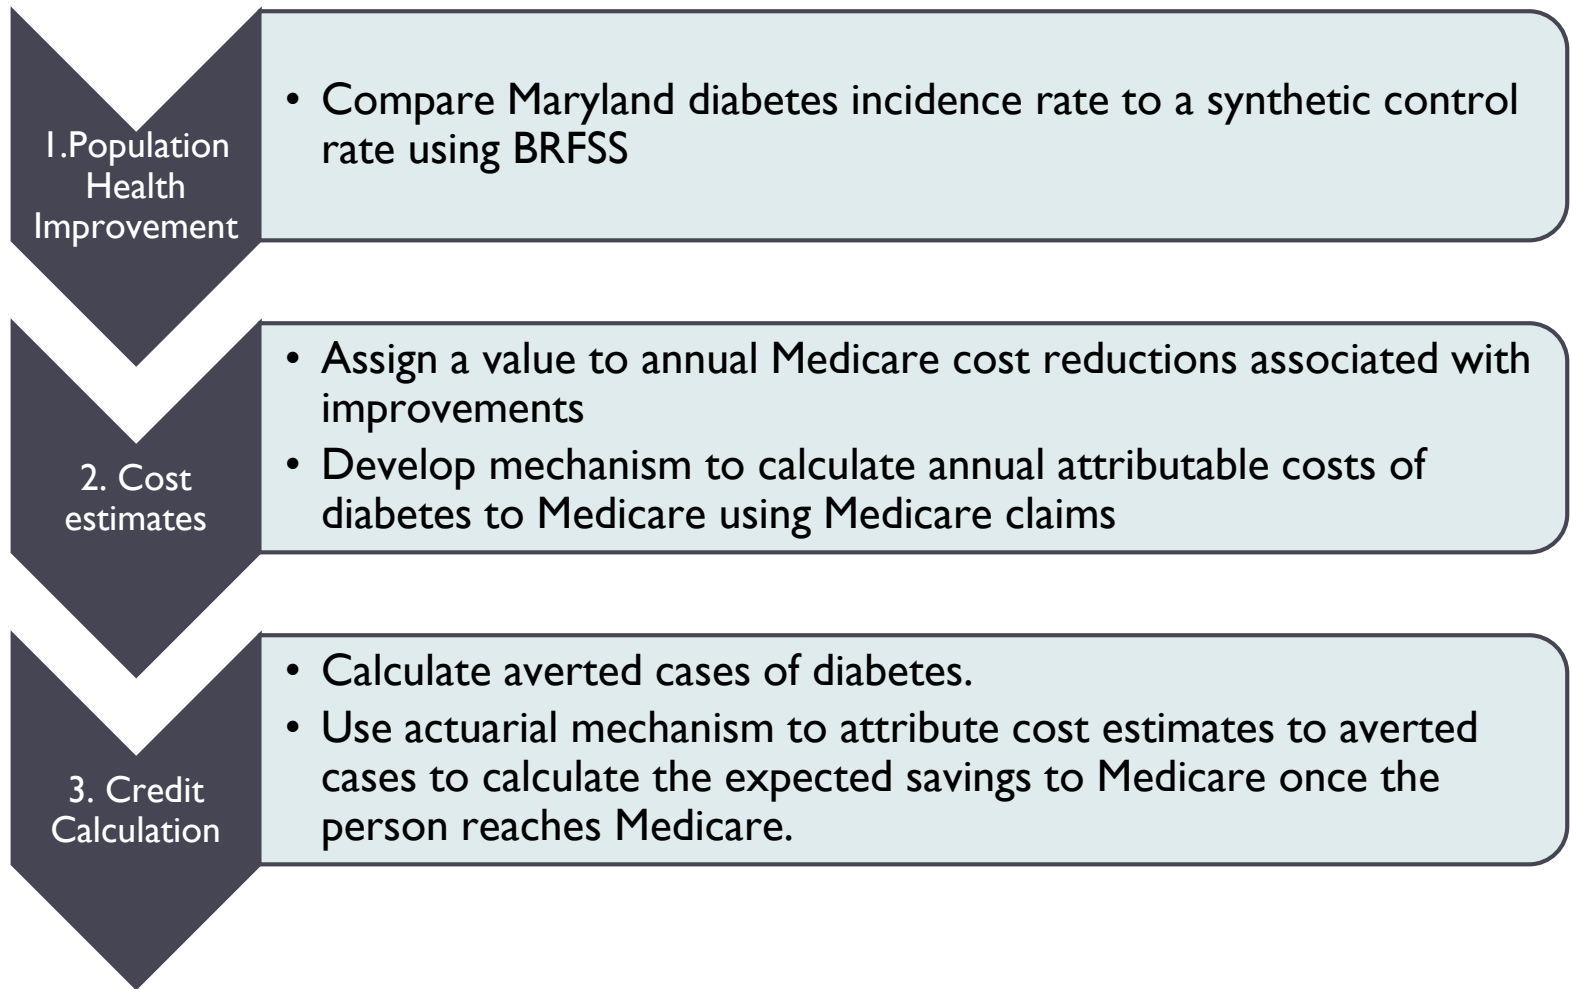 1.Population
Health
Improvement
• Compare Maryland diabetes incidence rate to a synthetic control
rate using BRFSS
2. Cost
estimates
• Assign a value to annual Medicare cost reductions associated with
improvements
• Develop mechanism to calculate annual attributable costs of
diabetes to Medicare using Medicare claims
3. Credit
Calculation
• Calculate averted cases of diabetes.
• Use actuarial mechanism to attribute cost estimates to averted
cases to calculate the expected savings to Medicare once the
person reaches Medicare.